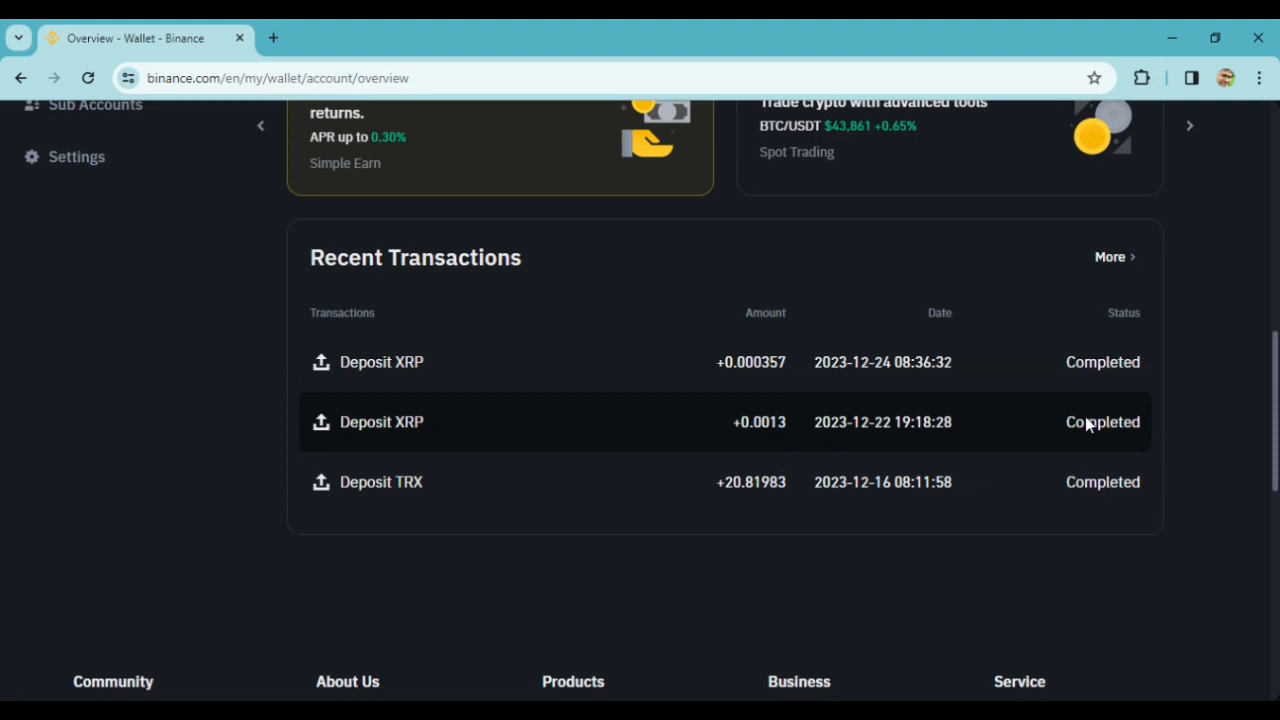 Overview - Wallet - Binance
binance.com/en/my/wallet/account/overview
Sub Accounts
Settings
returns.
APR up to 0.30%
Simple Earn
Trade crypto with advanced tools
BTC/USDT $43,861 +0.65%
Spot Trading
Recent Transactions
More
Transactions Amount Date Status
Deposit XRP +0.000357 2023-12-24 08:36:32 Completed
Deposit XRP +0.0013 2023-12-22 19:18:28 Completed
Deposit TRX +20.81983 2023-12-16 08:11:58 Completed
Community About Us Products Business Service